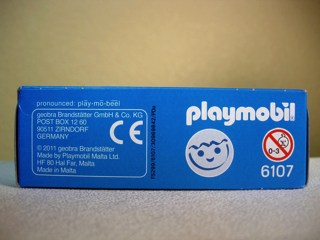 pronounced: plāy-mō-bēēl
geobra Brandstätter GmbH & Co. KG
POST BOX 12 60
90511 ZIRNDORF
GERMANY
CE
© 2011 geobra Brandstätter
Made by Playmobil Malta Ltd.
HF 80 Hal Far, Malta
Made in Malta
playmobil
0-3
6107